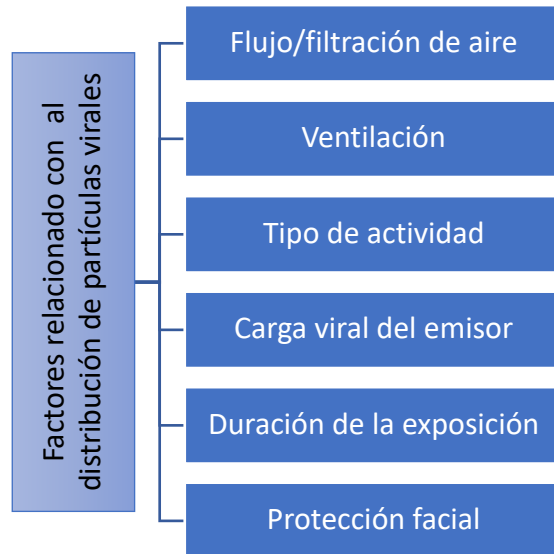 Factores relacionado con al
distribución de partículas virales
Flujo/filtración de aire
Ventilación
Tipo de actividad
Carga viral del emisor
Duración de la exposición
Protección facial